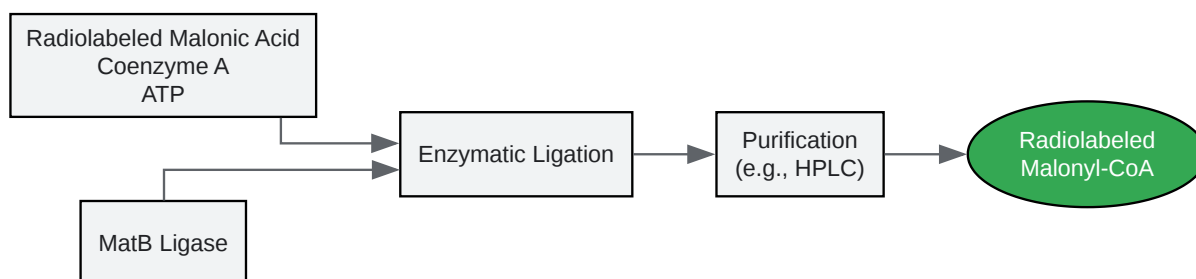 Radiolabeled Malonic Acid
Coenzyme A
ATP
MatB Ligase
Enzymatic Ligation
Purification
(e.g., HPLC)
Radiolabeled
Malonyl-CoA